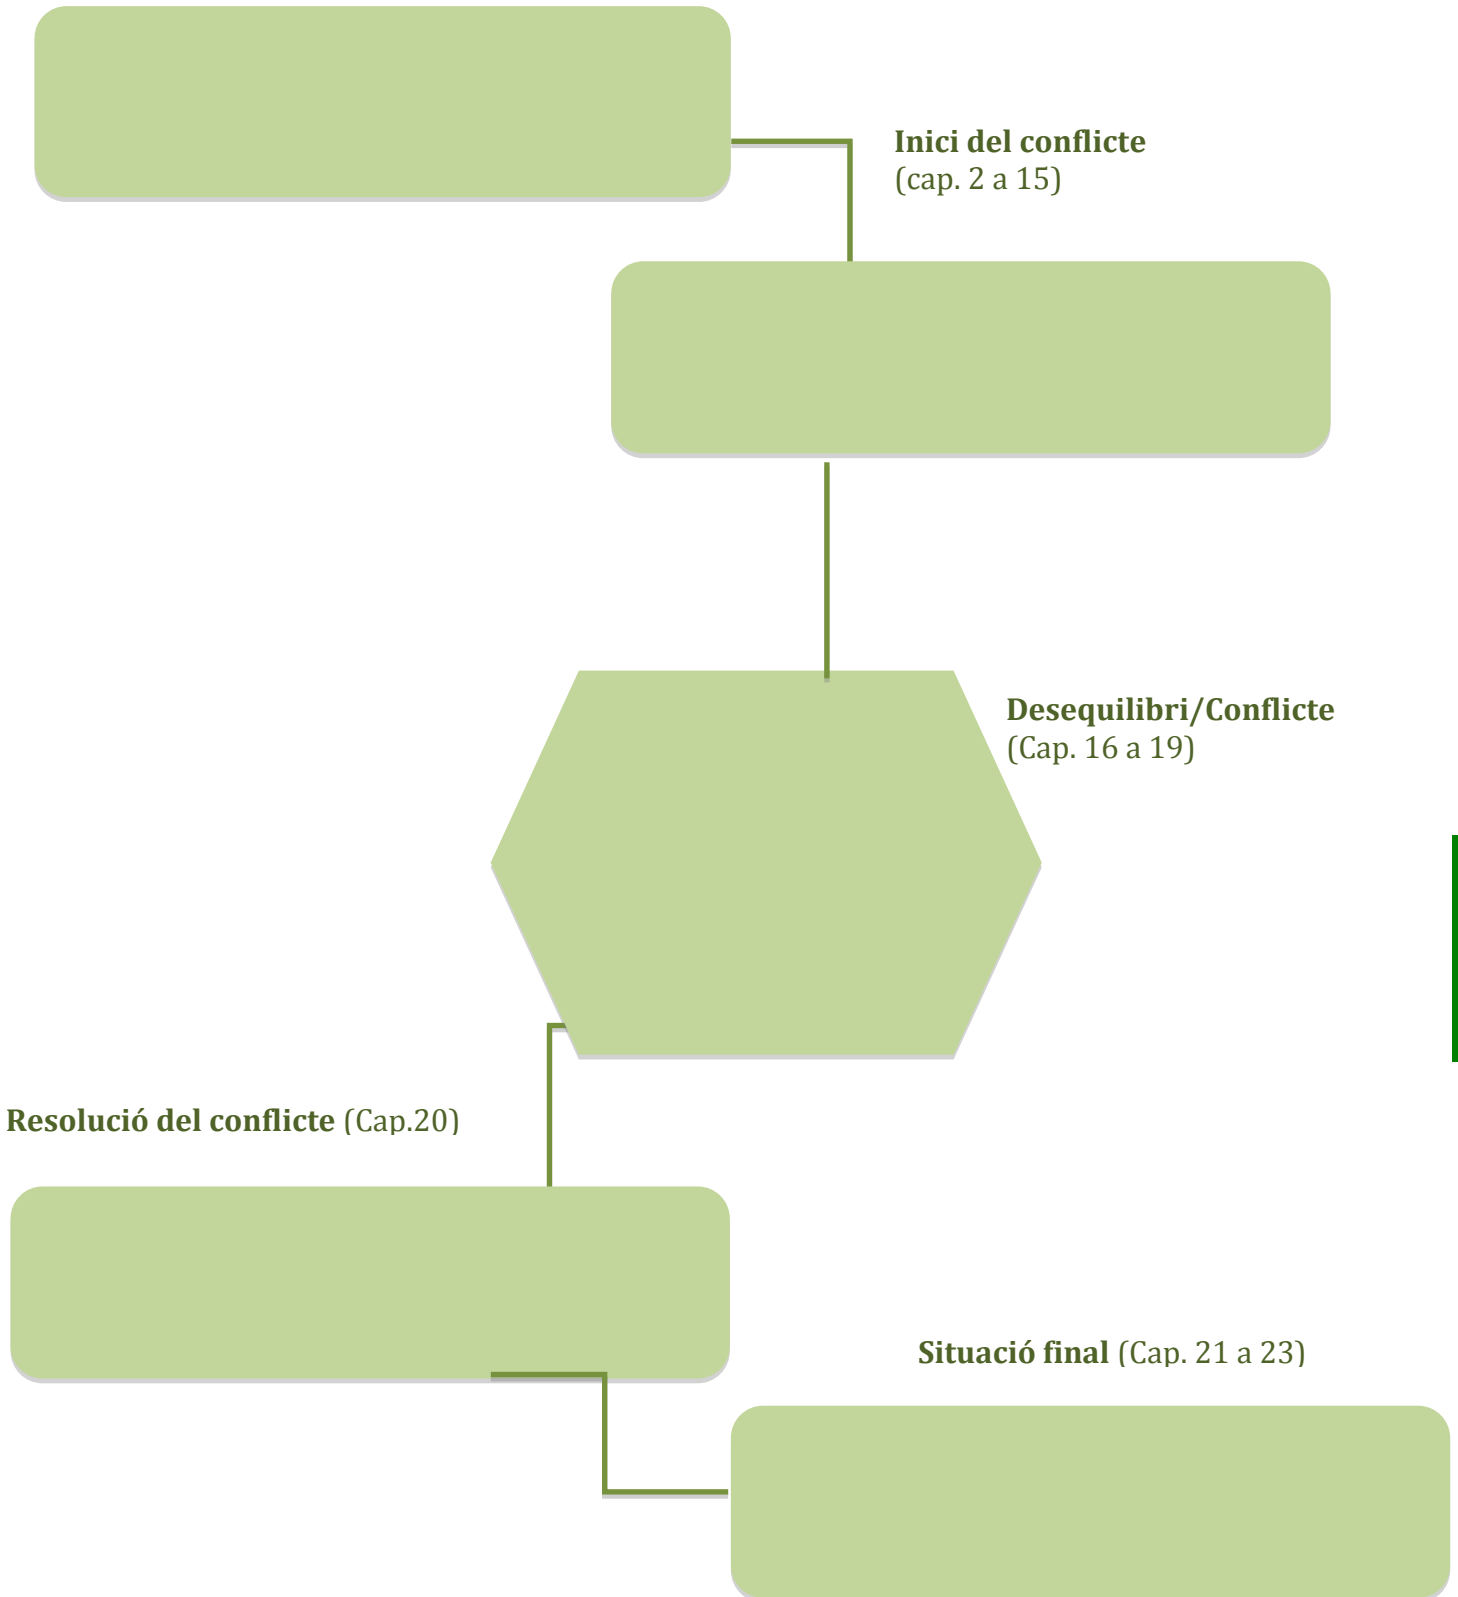 Inici del conflicte
(cap. 2 a 15)
Desequilibri/Conflicte
(Cap. 16 a 19)
Resolució del conflicte (Cap.20)
Situació final (Cap. 21 a 23)